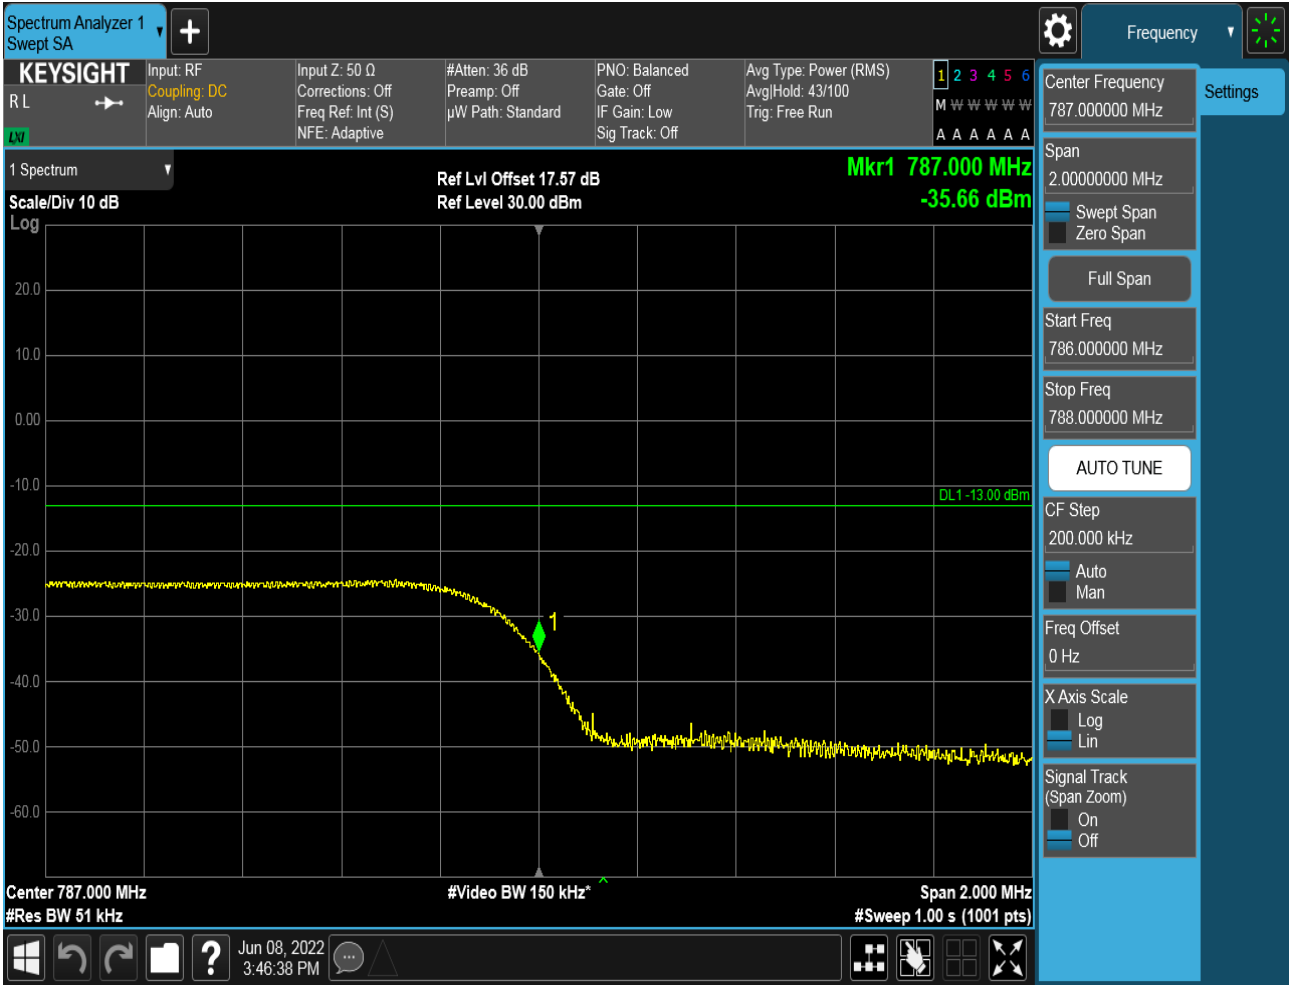 Spectrum Analyzer 1
Swept SA
Frequency
KEYSIGHT
R L
LXI
Input: RF
Coupling: DC
Align: Auto
Input Z: 50 Ω
Corrections: Off
Freq Ref: Int (S)
NFE: Adaptive
#Atten: 36 dB
Preamp: Off
µW Path: Standard
PNO: Balanced
Gate: Off
IF Gain: Low
Sig Track: Off
Avg Type: Power (RMS)
Avg|Hold: 43/100
Trig: Free Run
1 2 3 4 5 6
M W W W W W
A A A A A A
1 Spectrum
Scale/Div 10 dB
Log
Ref Lvl Offset 17.57 dB
Ref Level 30.00 dBm
Mkr1 787.000 MHz
-35.66 dBm
20.0
10.0
0.00
-10.0
-20.0
-30.0
-40.0
-50.0
-60.0
DL1 -13.00 dBm
1
Center 787.000 MHz
#Res BW 51 kHz
#Video BW 150 kHz*
Span 2.000 MHz
#Sweep 1.00 s (1001 pts)
Center Frequency
787.000000 MHz
Span
2.00000000 MHz
Swept Span
Zero Span
Full Span
Start Freq
786.000000 MHz
Stop Freq
788.000000 MHz
AUTO TUNE
CF Step
200.000 kHz
Auto
Man
Freq Offset
0 Hz
X Axis Scale
Log
Lin
Signal Track
(Span Zoom)
On
Off
Settings
?
Jun 08, 2022
3:46:38 PM